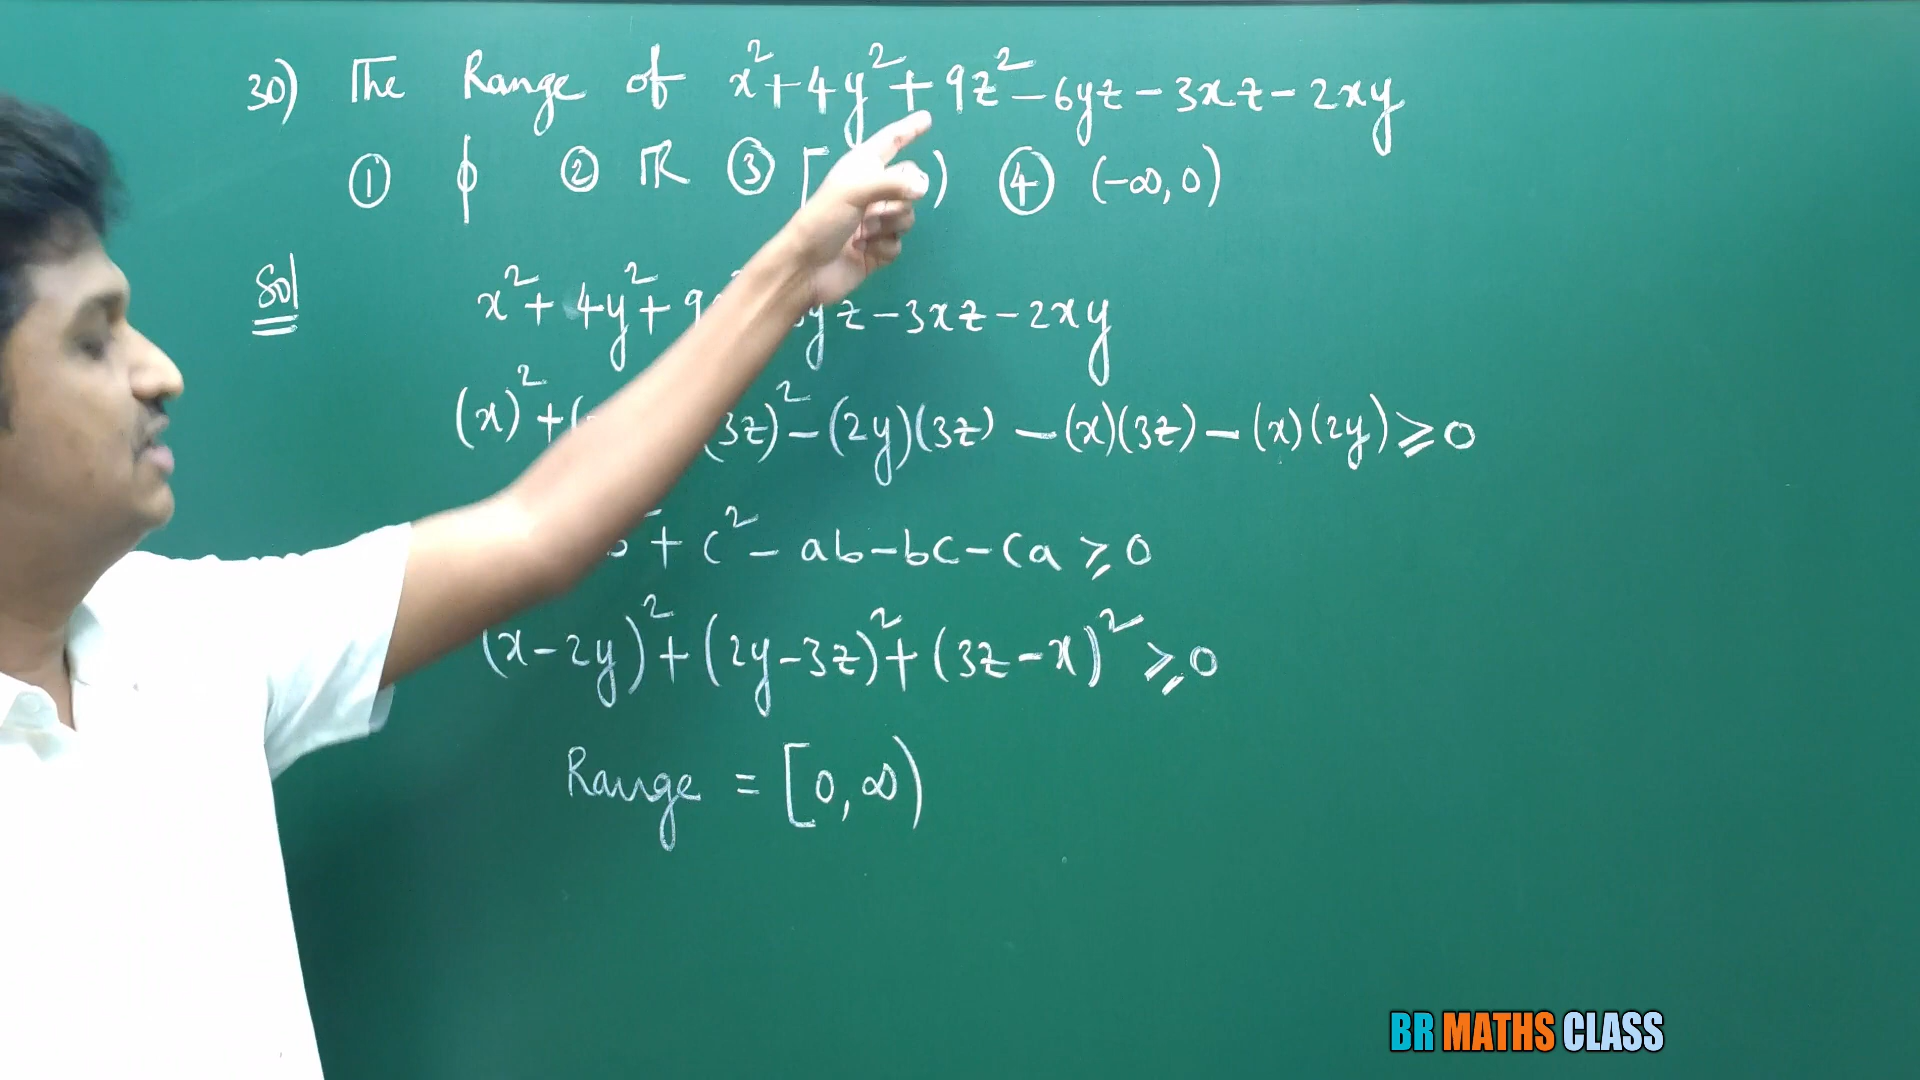 30) The Range of x²+4y²+9z²-6yz-3xz-2xy
① ϕ ② ℝ ③ [ ) ④ (-∞,0)
Sol
x²+4y²+9 yz-3xz-2xy
(x)²+( (3z)²-(2y)(3z) -(x)(3z)-(x)(2y)≥0
+c²-ab-bc-ca≥0
(x-2y)²+(2y-3z)²+(3z-x)²≥0
Range = [0,∞)
BR MATHS CLASS